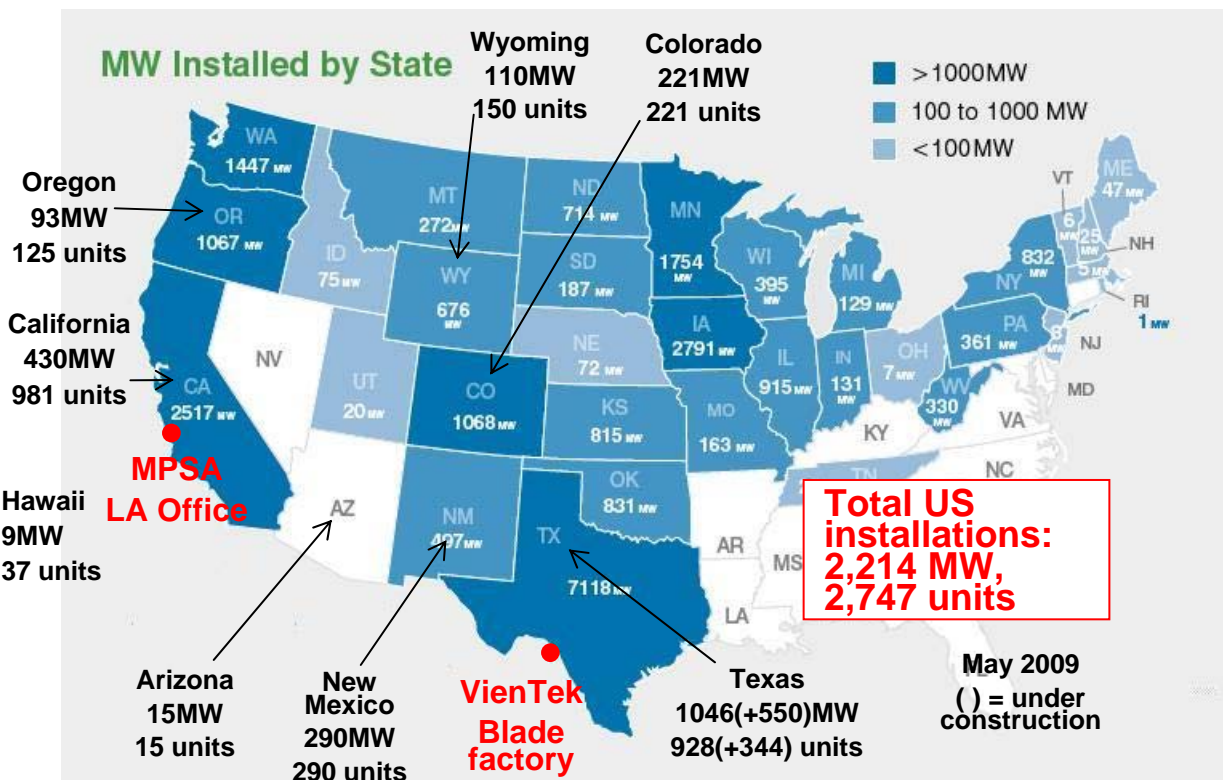 MW Installed by State
Wyoming
110MW
150 units
Colorado
221MW
221 units
>1000MW
100 to 1000 MW
<100MW
Oregon
93MW
125 units
California
430MW
981 units
Hawaii
9MW
37 units
MPSA
LA Office
WA
1447 MW
OR
1067 MW
CA
2517 MW
NV
ID
75 MW
MT
272 MW
WY
676
MW
UT
20 MW
CO
1068 MW
AZ
NM
497 MW
ND
714 MW
SD
187 MW
NE
72 MW
KS
815 MW
OK
831 MW
TX
7118 MW
MN
1754
MW
IA
2791 MW
MO
163 MW
WI
395
MW
IL
915 MW
MI
129 MW
IN
131
MW
OH
7 MW
KY
TN
AR
LA
MS
WV
330
MW
VA
NC
PA
361 MW
NY
832
MW
VT
6
MW
25
MW
NH
ME
47 MW
5 MW
RI
1 MW
8
MW
NJ
MD
Total US
installations:
2,214 MW,
2,747 units
Arizona
15MW
15 units
New
Mexico
290MW
290 units
VienTek
Blade
factory
Texas
1046(+550)MW
928(+344) units
May 2009
( ) = under
construction